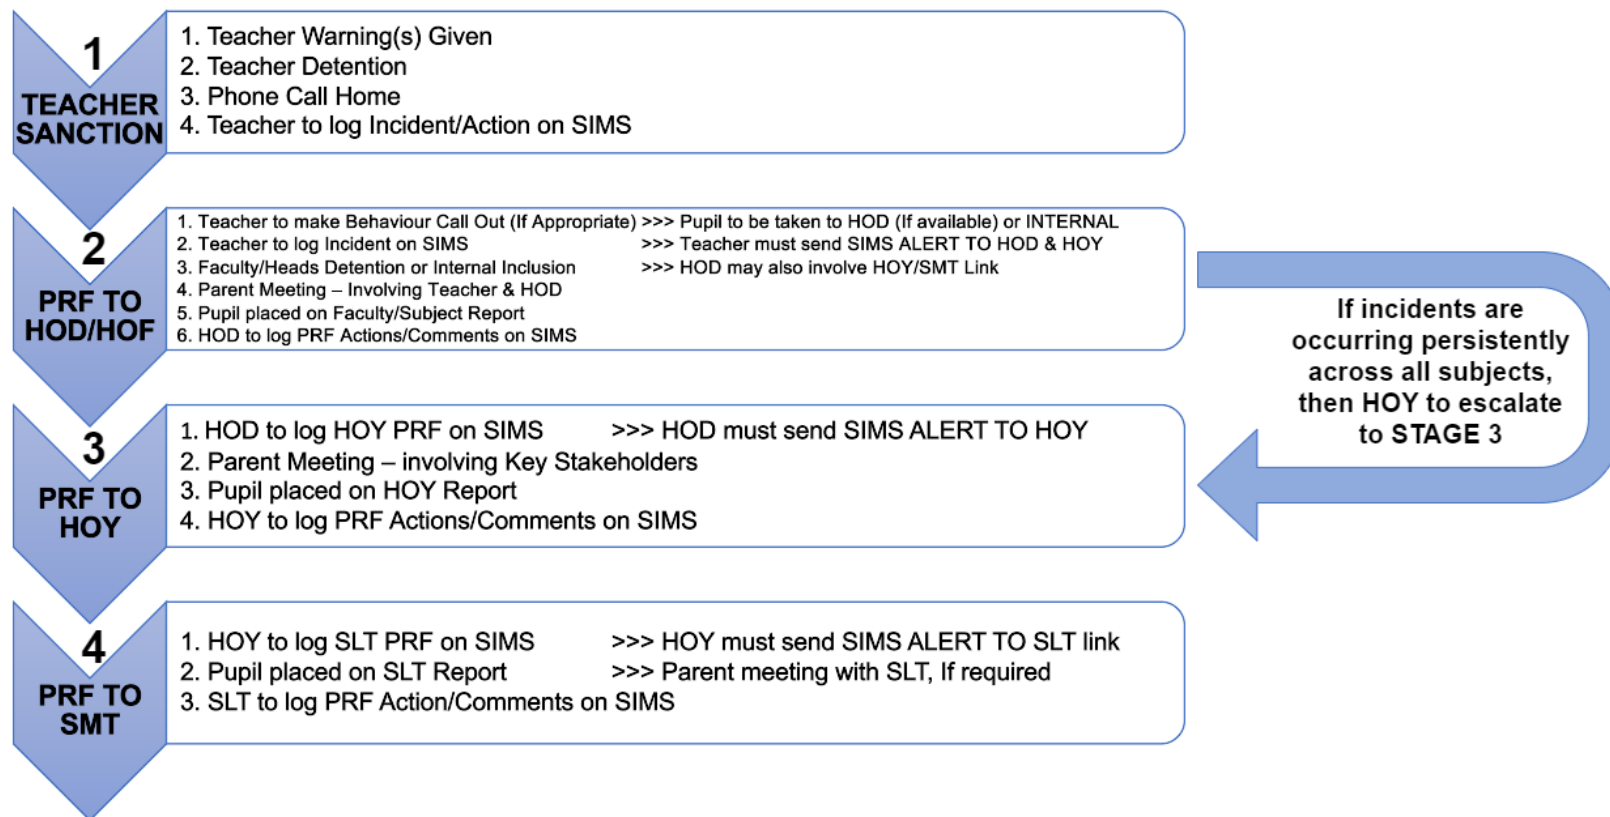 1
TEACHER
SANCTION
1. Teacher Warning(s) Given
2. Teacher Detention
3. Phone Call Home
4. Teacher to log Incident/Action on SIMS
2
PRF TO
HOD/HOF
1. Teacher to make Behaviour Call Out (If Appropriate) >>> Pupil to be taken to HOD (If available) or INTERNAL
2. Teacher to log Incident on SIMS >>> Teacher must send SIMS ALERT TO HOD & HOY
3. Faculty/Heads Detention or Internal Inclusion >>> HOD may also involve HOY/SMT Link
4. Parent Meeting – Involving Teacher & HOD
5. Pupil placed on Faculty/Subject Report
6. HOD to log PRF Actions/Comments on SIMS
If incidents are
occurring persistently
across all subjects,
then HOY to escalate
to STAGE 3
3
PRF TO
HOY
1. HOD to log HOY PRF on SIMS >>> HOD must send SIMS ALERT TO HOY
2. Parent Meeting – involving Key Stakeholders
3. Pupil placed on HOY Report
4. HOY to log PRF Actions/Comments on SIMS
4
PRF TO
SMT
1. HOY to log SLT PRF on SIMS >>> HOY must send SIMS ALERT TO SLT link
2. Pupil placed on SLT Report >>> Parent meeting with SLT, If required
3. SLT to log PRF Action/Comments on SIMS